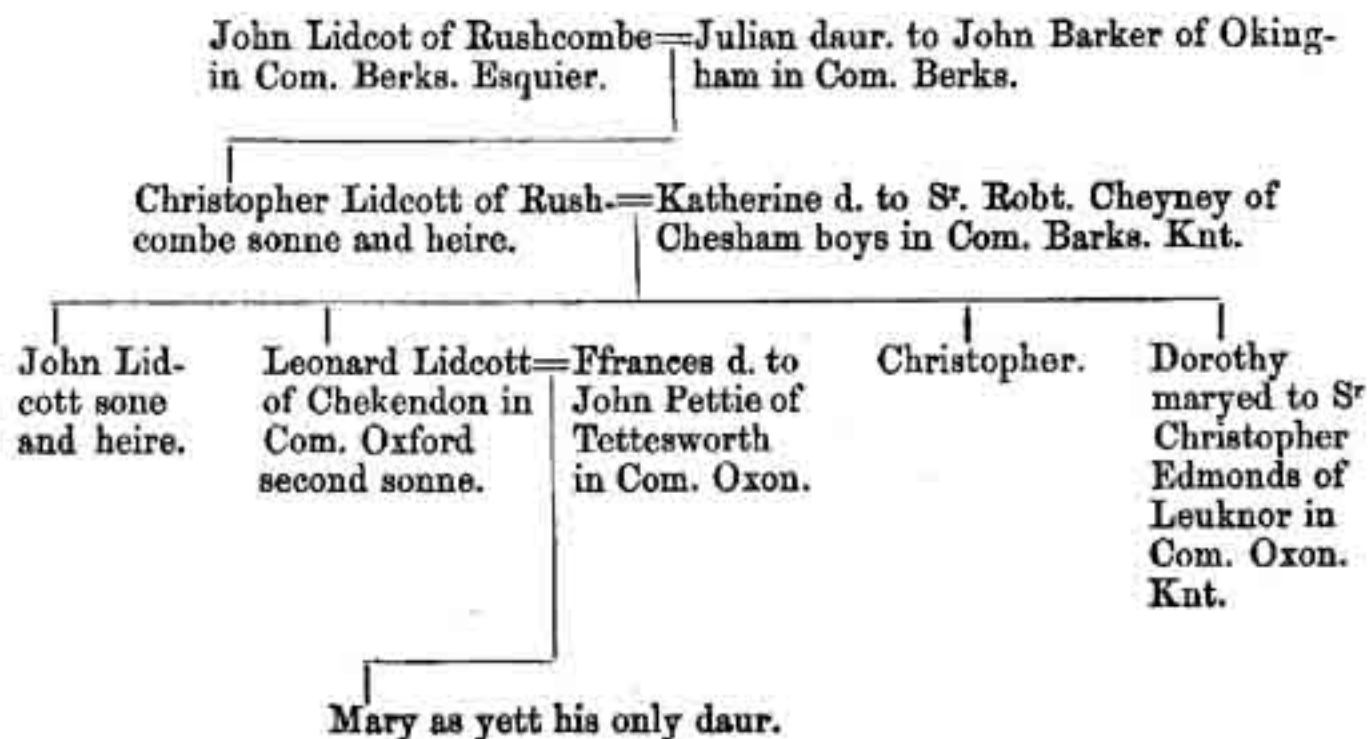 John Lidcot of Rushcombe=Julian daur. to John Barker of Oking-
in Com. Berks. Esquier.
ham in Com. Berks.
Christopher Lidcott of Rush-=Katherine d. to Sr. Robt. Cheyney of
combe sonne and heire.
Chesham boys in Com. Barks. Knt.
John Lid-
cott sone
and heire.
Leonard Lidcott=Ffrances d. to
of Chekendon in
Com. Oxford
second sonne.
John Pettie of
Tettesworth
in Com. Oxon.
Christopher.
Dorothy
maryed to Sr
Christopher
Edmonds of
Leuknor in
Com. Oxon.
Knt.
Mary as yett his only daur.